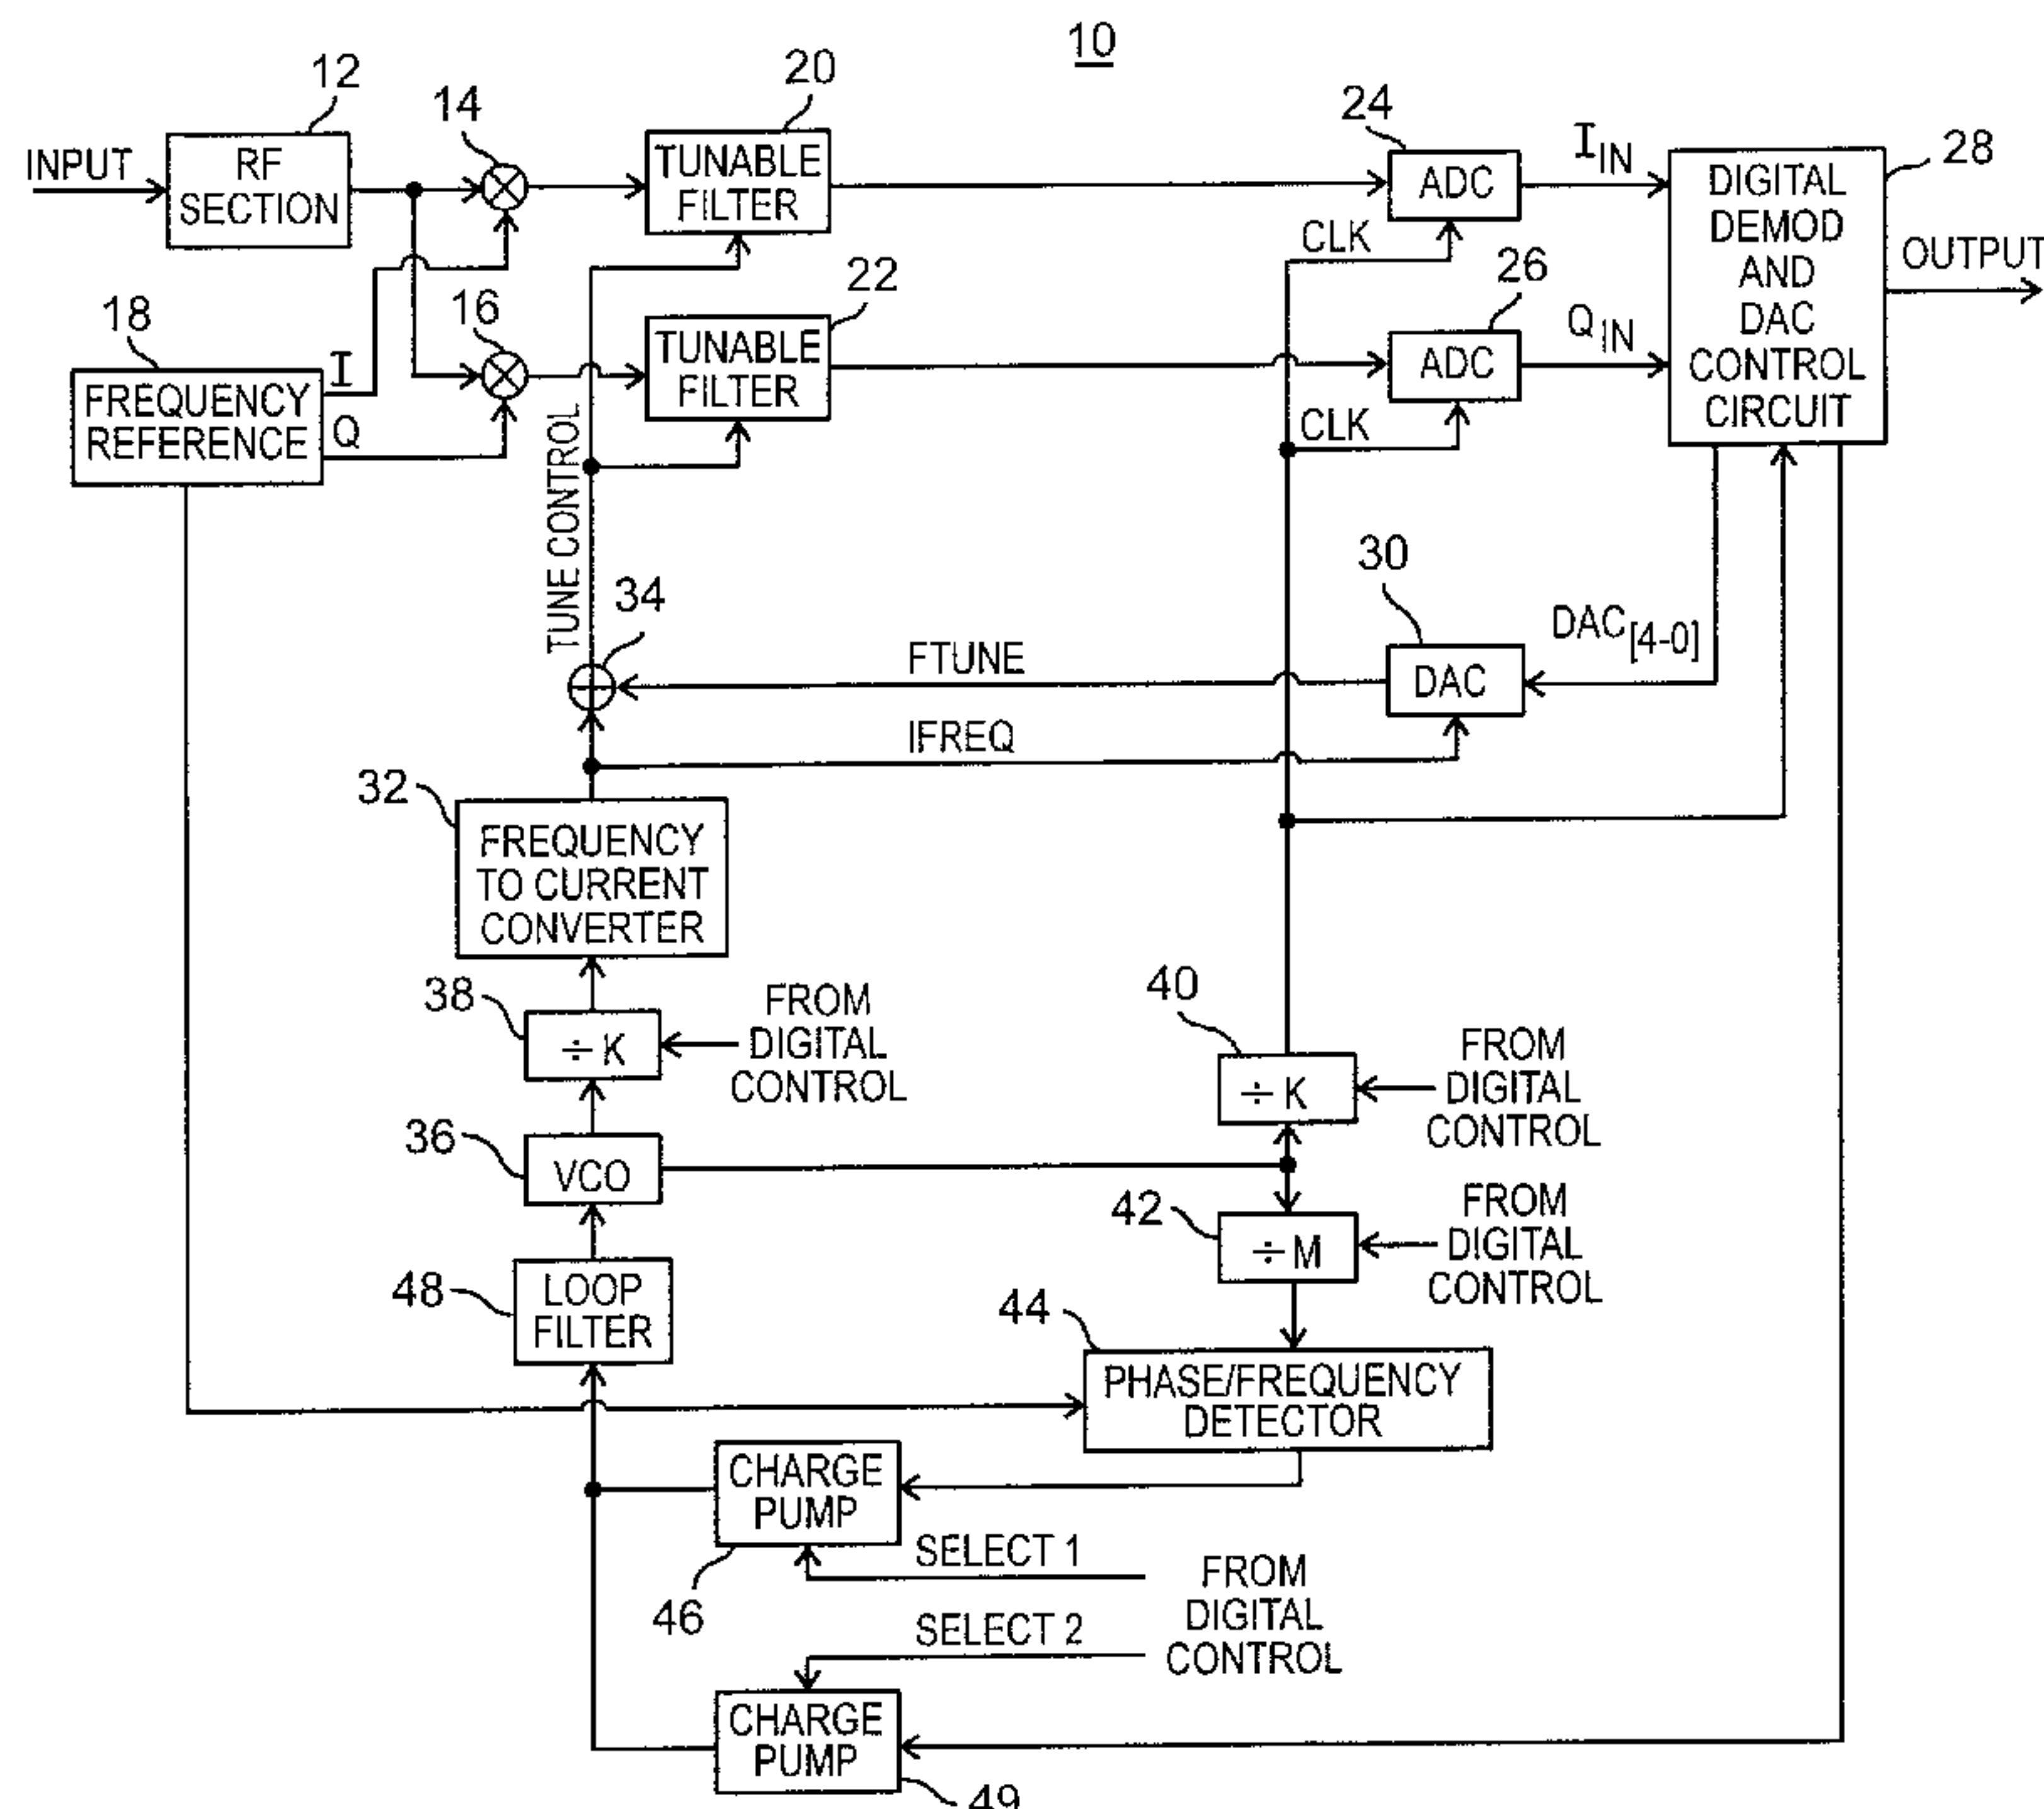 10
12
14
20
24
28
INPUT
RF
SECTION
TUNABLE
FILTER
ADC
I IN
DIGITAL
DEMOD
AND
DAC
CONTROL
CIRCUIT
OUTPUT
CLK
18
16
22
26
FREQUENCY
REFERENCE
I
Q
TUNABLE
FILTER
ADC
Q IN
CLK
TUNE CONTROL
34
30
FTUNE
DAC
DAC[4-0]
IFREQ
32
FREQUENCY
TO CURRENT
CONVERTER
38
÷ K
FROM
DIGITAL
CONTROL
40
÷ K
FROM
DIGITAL
CONTROL
36
VCO
42
÷ M
FROM
DIGITAL
CONTROL
48
LOOP
FILTER
44
PHASE/FREQUENCY
DETECTOR
CHARGE
PUMP
46
SELECT 1
FROM
DIGITAL
CONTROL
SELECT 2
CHARGE
PUMP
49